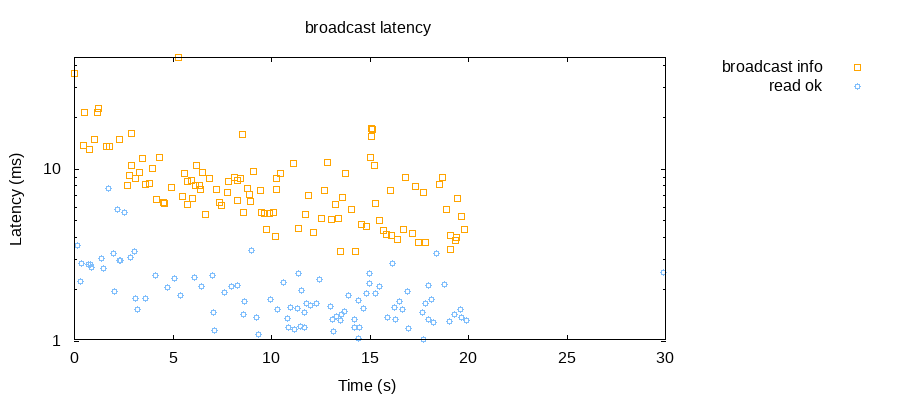 broadcast latency
broadcast info
read ok
10
1
Latency (ms)
0 5 10 15 20 25 30
Time (s)